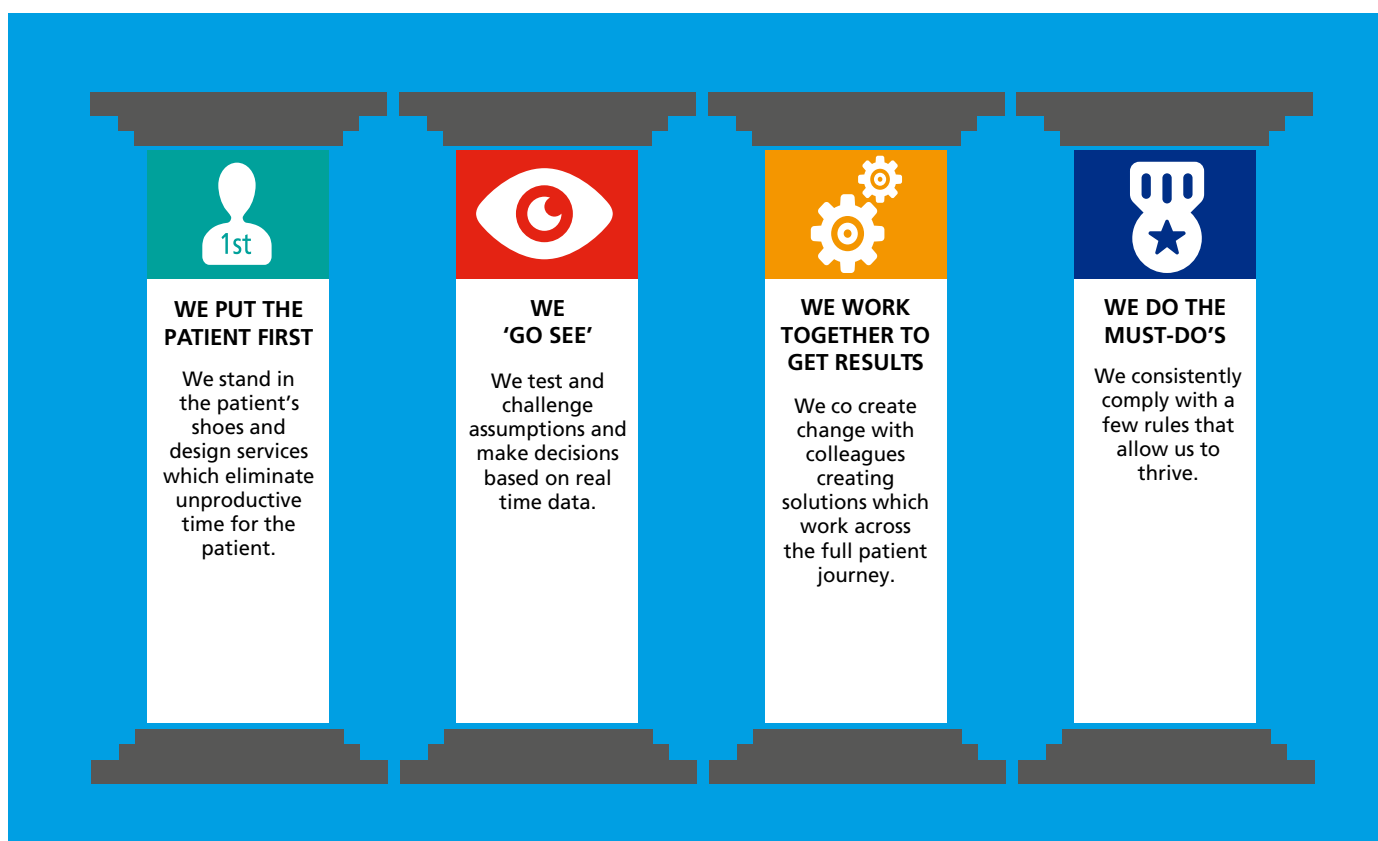 1st
WE PUT THE
PATIENT FIRST
We stand in
the patient’s
shoes and
design services
which eliminate
unproductive
time for the
patient.
WE
‘GO SEE’
We test and
challenge
assumptions and
make decisions
based on real
time data.
WE WORK
TOGETHER TO
GET RESULTS
We co create
change with
colleagues
creating
solutions which
work across
the full patient
journey.
WE DO THE
MUST-DO’S
We consistently
comply with a
few rules that
allow us to
thrive.